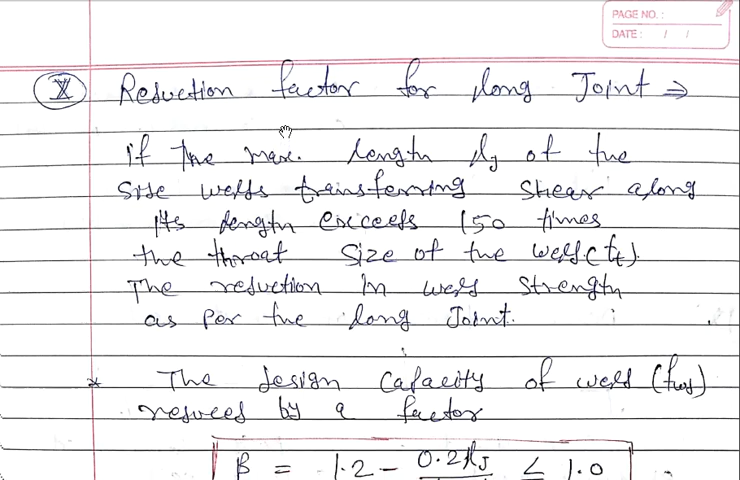 PAGE NO.:
DATE: / /
X Reduction factor for long Joint ⇒
if the max. length lj of the
side welds transferring shear along
its length exceeds 150 times
the throat size of the weld (tt).
The reduction in weld strength
as per the long Joint.
* The design capacity of weld (fwd)
reduced by a factor
β = 1.2 - 0.2 lJ ≤ 1.0